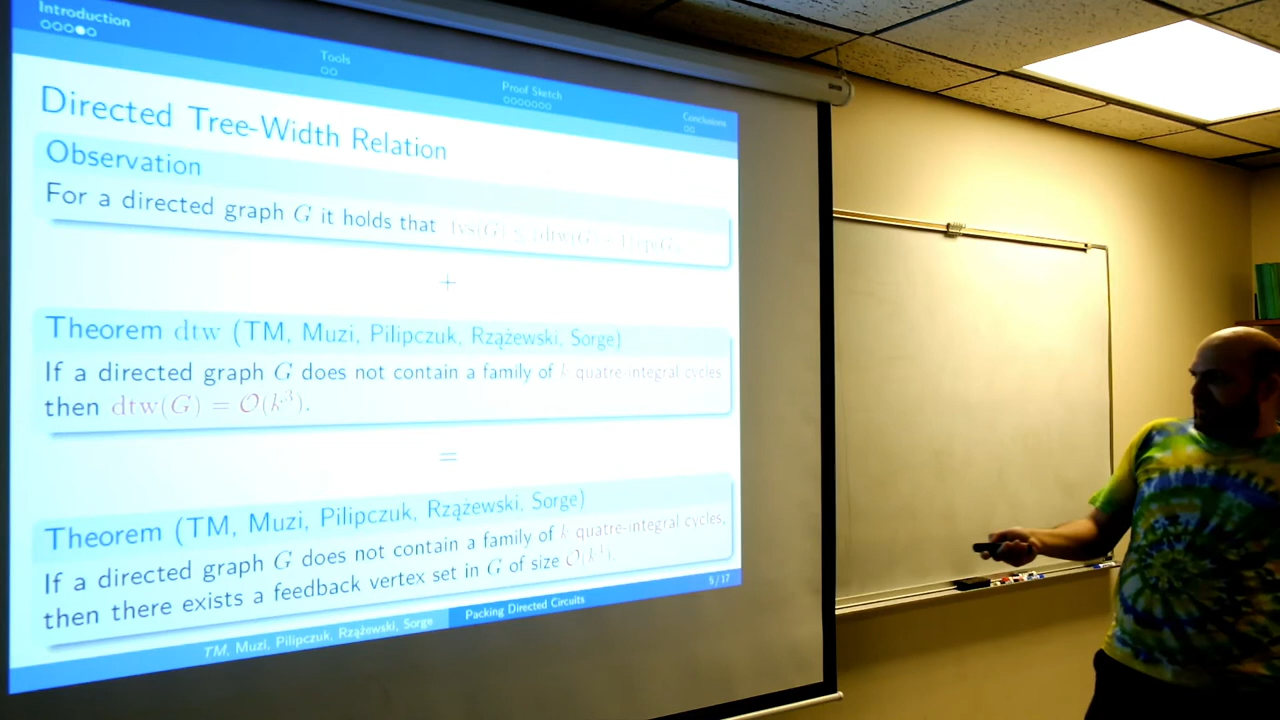 Introduction
Tools
Proof Sketch
Conclusions
Directed Tree-Width Relation
Observation
For a directed graph G it holds that
+
Theorem dtw (TM, Muzi, Pilipczuk, Rzążewski, Sorge)
If a directed graph G does not contain a family of k quatre-integral cycles
then dtw(G) = O(k³).
=
Theorem (TM, Muzi, Pilipczuk, Rzążewski, Sorge)
If a directed graph G does not contain a family of k quatre-integral cycles,
then there exists a feedback vertex set in G of size
5 / 17
TM, Muzi, Pilipczuk, Rzążewski, Sorge
Packing Directed Circuits